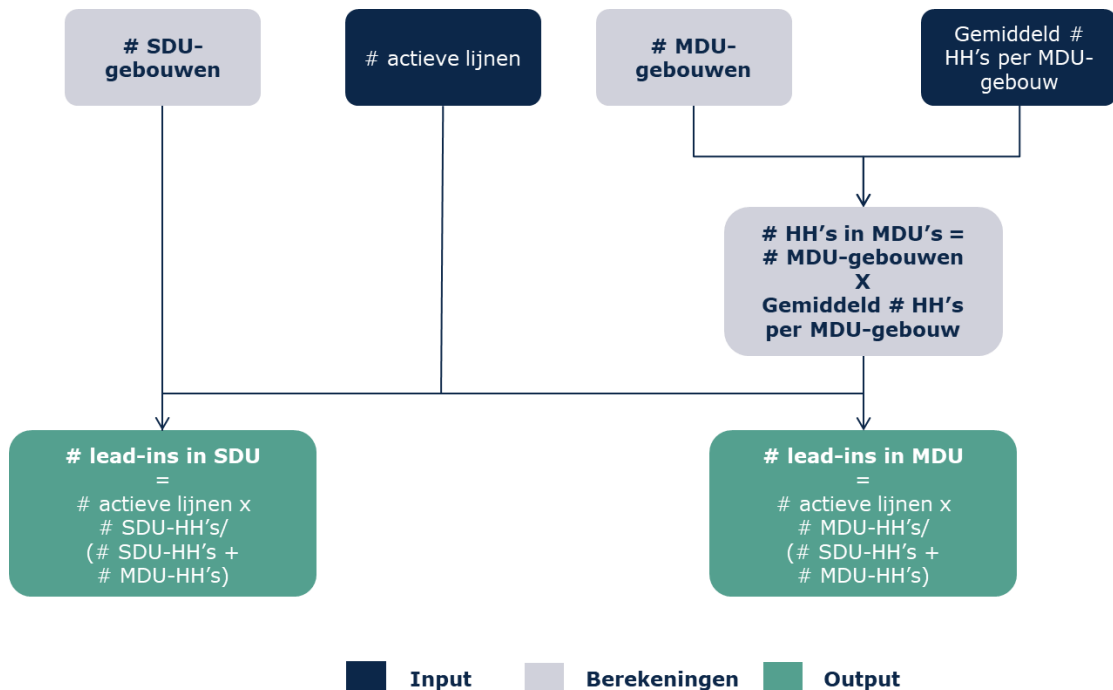 # SDU-
gebouwen
# actieve lijnen
# MDU-
gebouwen
Gemiddeld #
HH's per MDU-
gebouw
# HH's in MDU's =
# MDU-gebouwen
X
Gemiddeld # HH's
per MDU-gebouw
# lead-ins in SDU
=
# actieve lijnen x
# SDU-HH's/
(# SDU-HH's +
# MDU-HH's)
# lead-ins in MDU
=
# actieve lijnen x
# MDU-HH's/
(# SDU-HH's +
# MDU-HH's)
Input
Berekeningen
Output